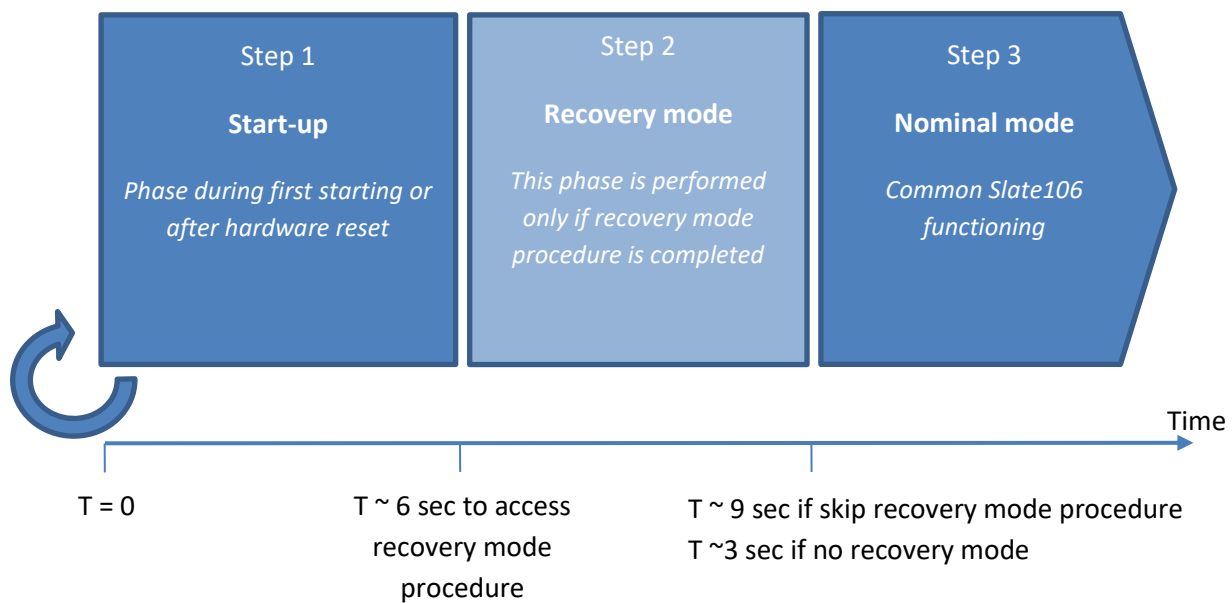 Step 1
Start-up
Phase during first starting or
after hardware reset
Step 2
Recovery mode
This phase is performed
only if recovery mode
procedure is completed
Step 3
Nominal mode
Common Slate106
functioning
Time
T = 0
T ~ 6 sec to access
recovery mode
procedure
T ~ 9 sec if skip recovery mode procedure
T ~3 sec if no recovery mode